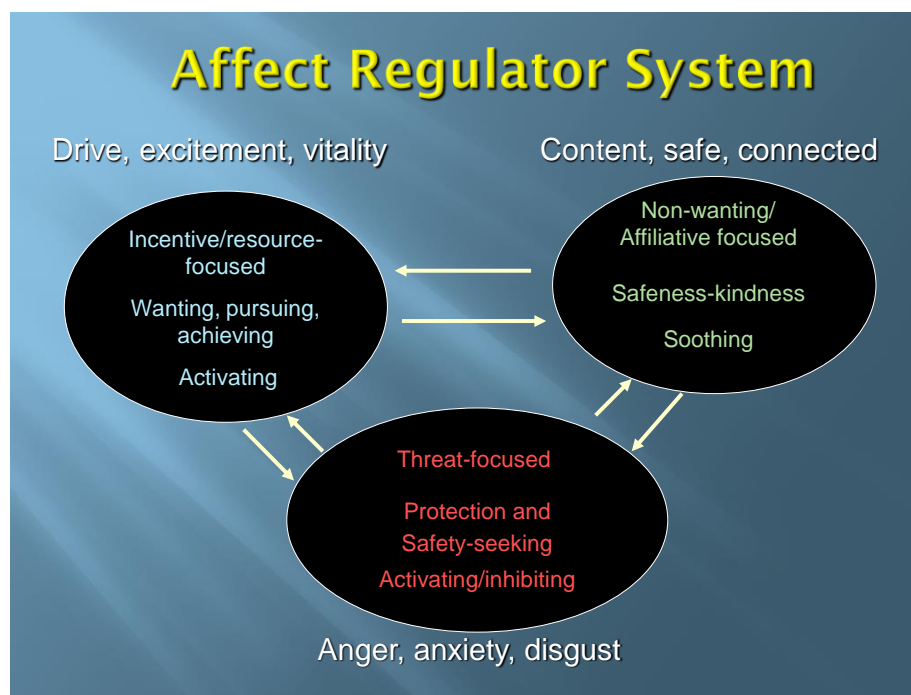 Affect Regulator System
Drive, excitement, vitality
Content, safe, connected
Incentive/resource-
focused
Wanting, pursuing,
achieving
Activating
Non-wanting/
Affiliative focused
Safeness-kindness
Soothing
Threat-focused
Protection and
Safety-seeking
Activating/inhibiting
Anger, anxiety, disgust